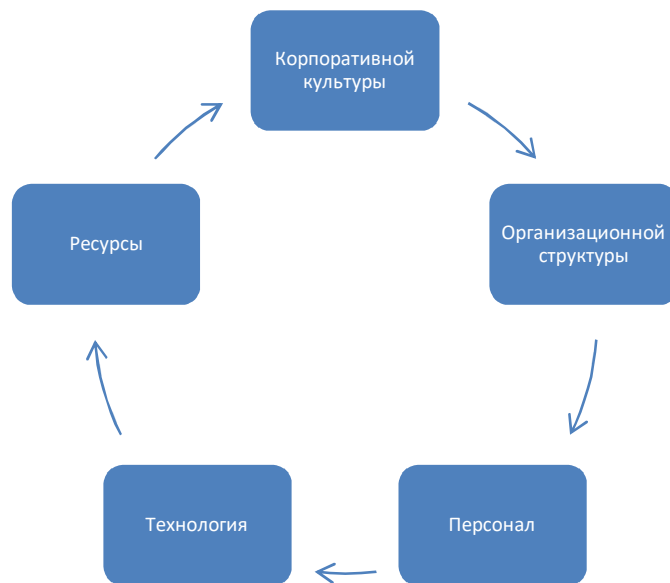 Корпоративной
культуры
Организационной
структуры
Персонал
Технология
Ресурсы